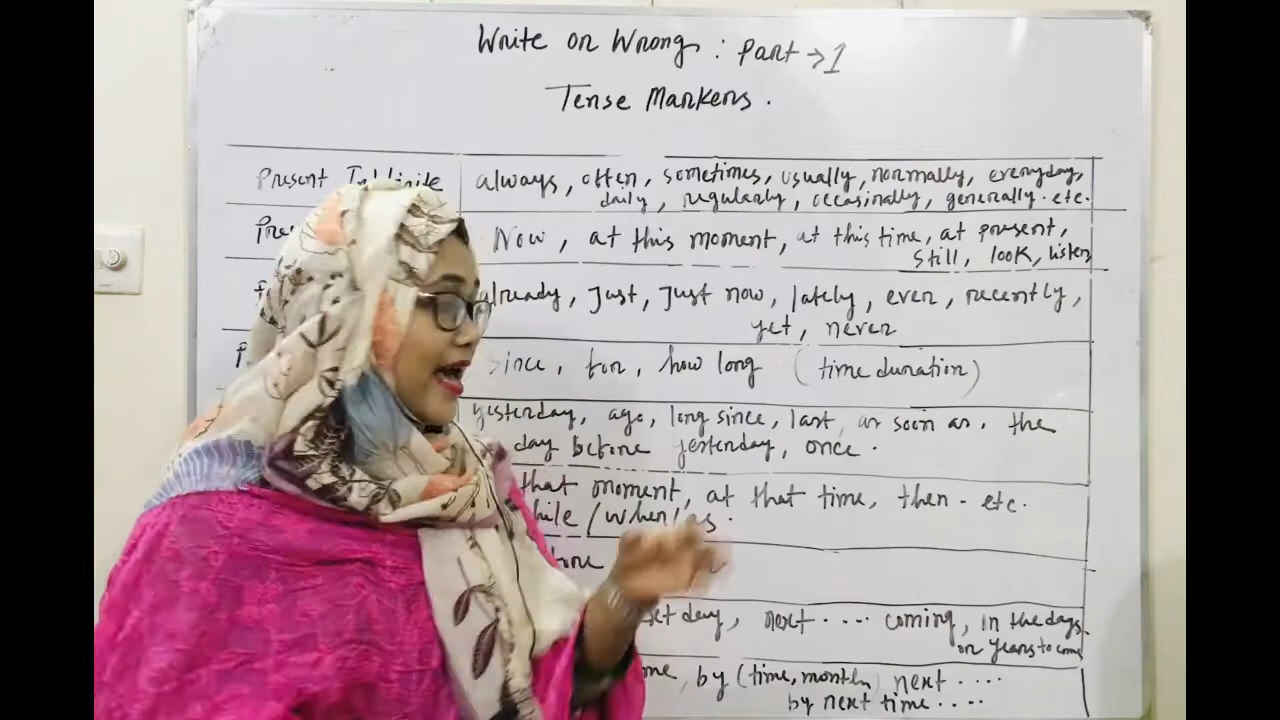 Write or Wrong : Part → 1
Tense Markers .
Present Indefinite
always, often, sometimes, usually, normally, everyday,
daily, regularly, occasinally, generally. etc.
Now, at this moment, at this time, at present,
still, look, listen
already, Just, Just now, lately, ever, recently,
yet, never
since, for, how long (time duration)
yesterday, ago, long since, last, as soon as, the
day before yesterday, once.
that moment, at that time, then - etc.
while / when / as.
day, next .... coming, in the days
or years to come
by (time, month) next ....
by next time ....